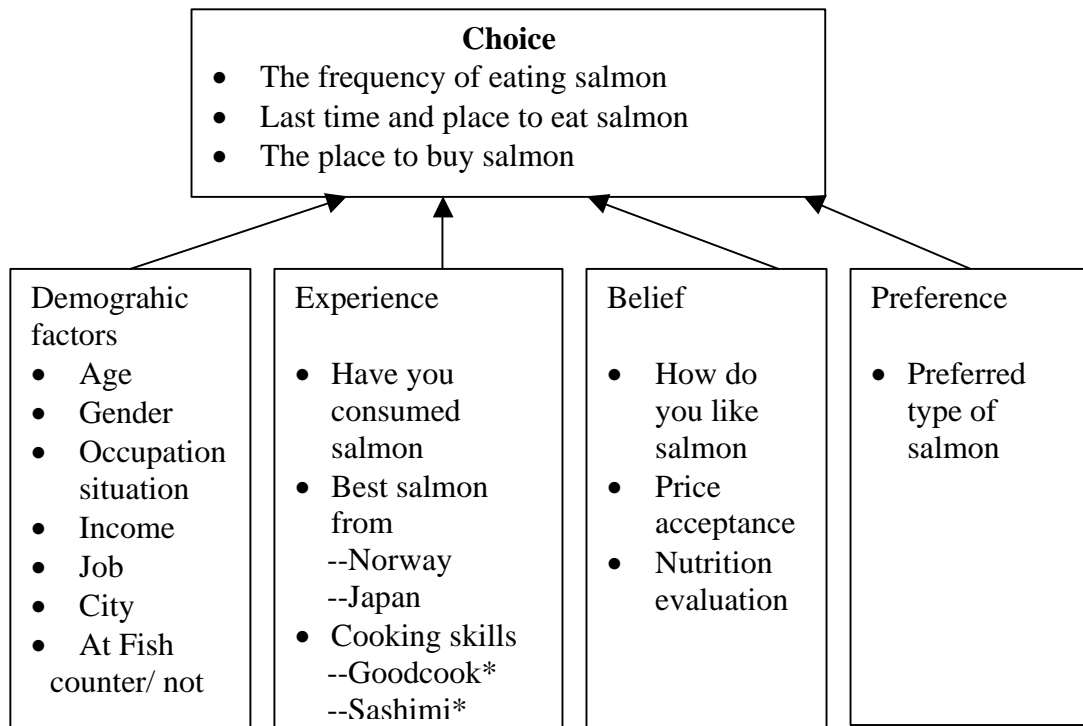 Choice
• The frequency of eating salmon
• Last time and place to eat salmon
• The place to buy salmon
Demograhic
factors
• Age
• Gender
• Occupation
situation
• Income
• Job
• City
• At Fish
counter/ not
Experience
• Have you
consumed
salmon
• Best salmon
from
--Norway
--Japan
• Cooking skills
--Goodcook*
--Sashimi*
Belief
• How do
you like
salmon
• Price
acceptance
• Nutrition
evaluation
Preference
• Preferred
type of
salmon